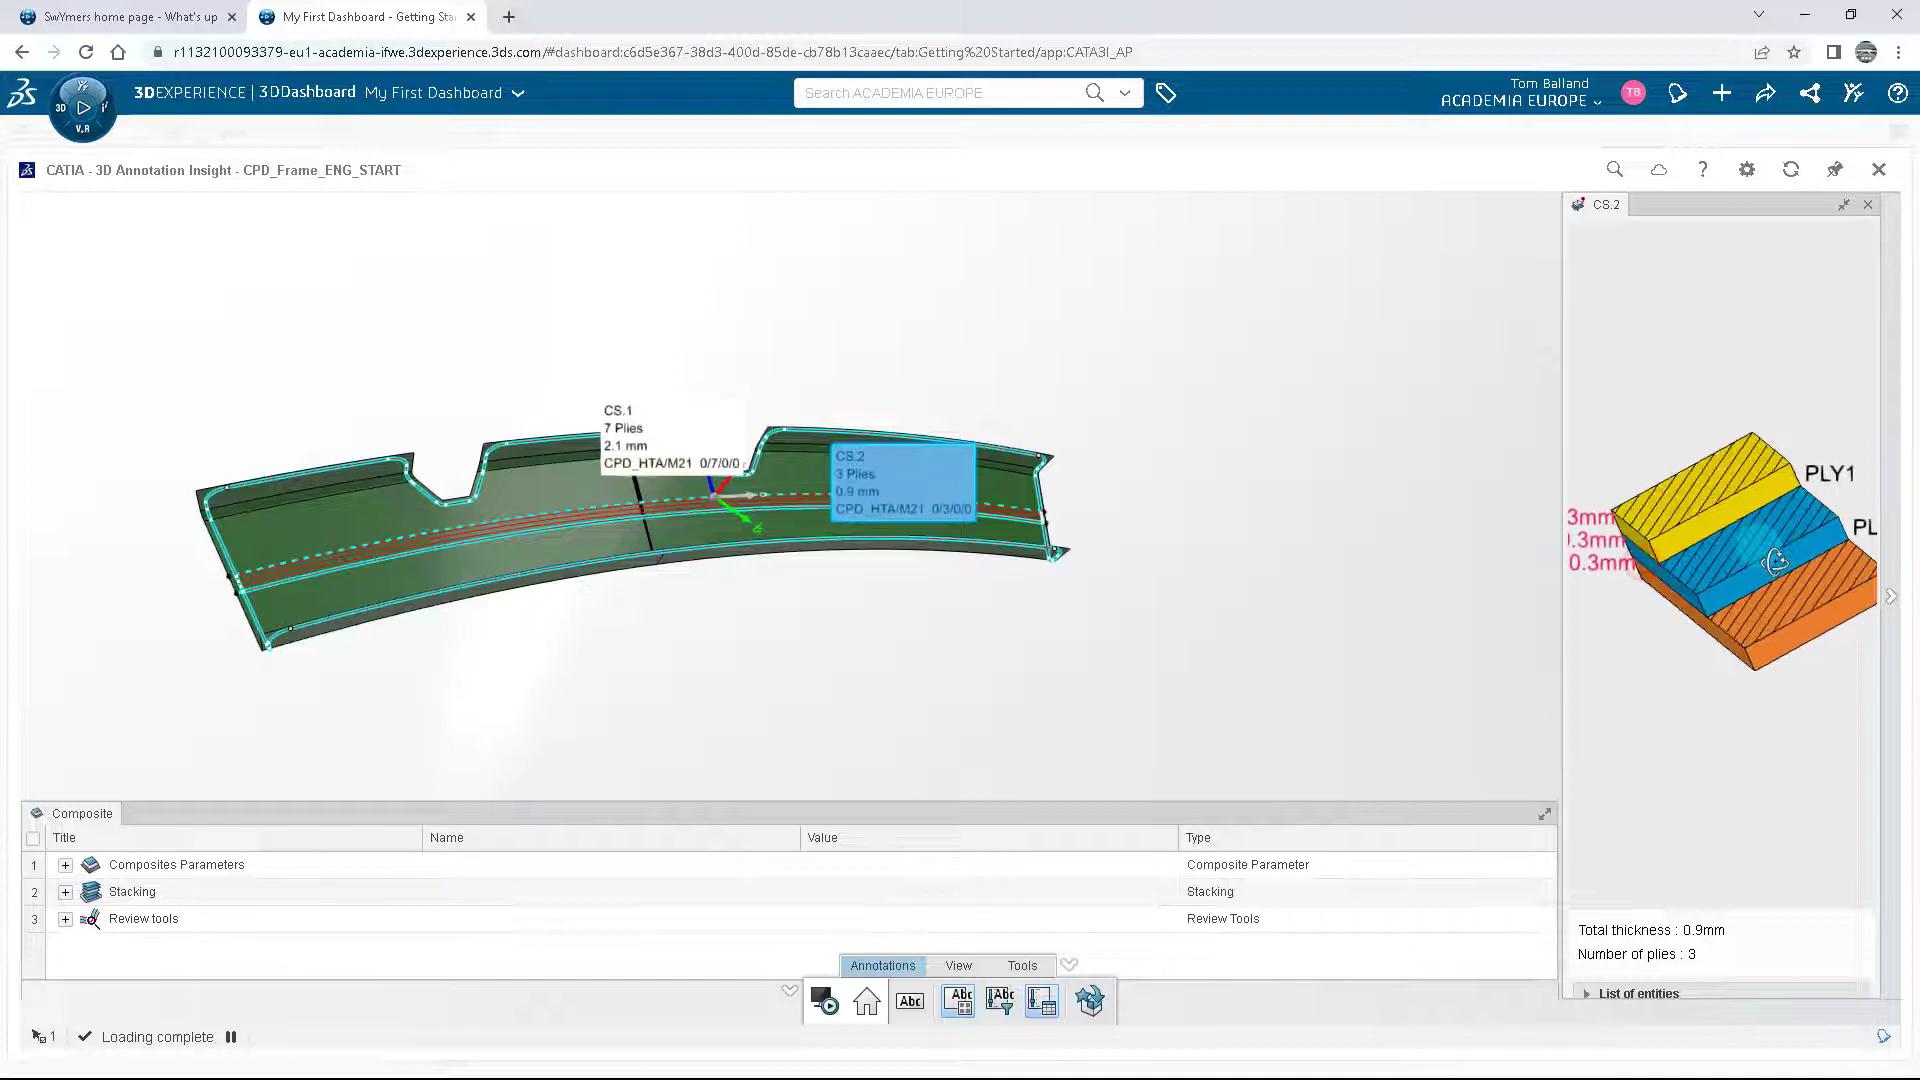 SwYmers home page - What's up
My First Dashboard - Getting Sta
r1132100093379-eu1-academia-ifwe.3dexperience.3ds.com/#dashboard:c6d5e367-38d3-400d-85de-cb78b13caaec/tab:Getting%20Started/app:CATA3I_AP
3DEXPERIENCE | 3DDashboard My First Dashboard
Search ACADEMIA EUROPE
Tom Balland
ACADEMIA EUROPE
TB
3D
V,R
CATIA - 3D Annotation Insight - CPD_Frame_ENG_START
CS.2
CS.1
7 Plies
2.1 mm
CPD_HTA/M21 0/7/0/0
CS.2
3 Plies
0.9 mm
CPD_HTA/M21 0/3/0/0
PLY1
PL
3mm
0.3mm
0.3mm
Composite
Title Name Value Type
1 Composites Parameters Composite Parameter
2 Stacking Stacking
3 Review tools Review Tools
Total thickness : 0.9mm
Number of plies : 3
List of entities
Annotations View Tools
Abc Abc Abc
1 Loading complete